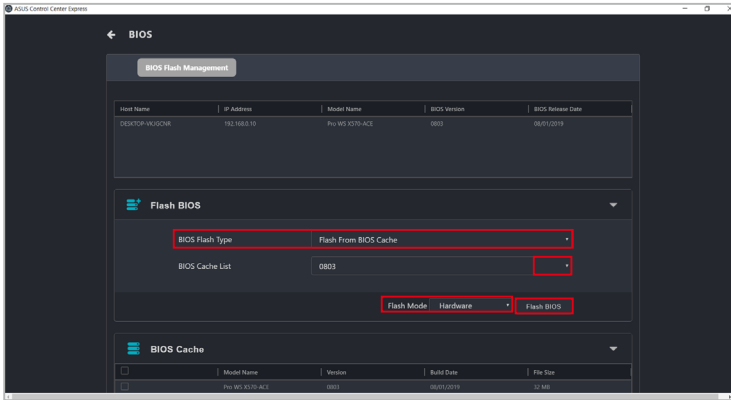 ASUS Control Center Express
BIOS
BIOS Flash Management
Host Name IP Address Model Name BIOS Version BIOS Release Date
DESKTOP-VKJGCNR 192.168.0.10 Pro WS X570-ACE 0803 08/01/2019
Flash BIOS
BIOS Flash Type Flash From BIOS Cache
BIOS Cache List 0803
Flash Mode Hardware Flash BIOS
BIOS Cache
Model Name Version Build Date File Size
Pro WS X570-ACE 0803 08/01/2019 32 MB